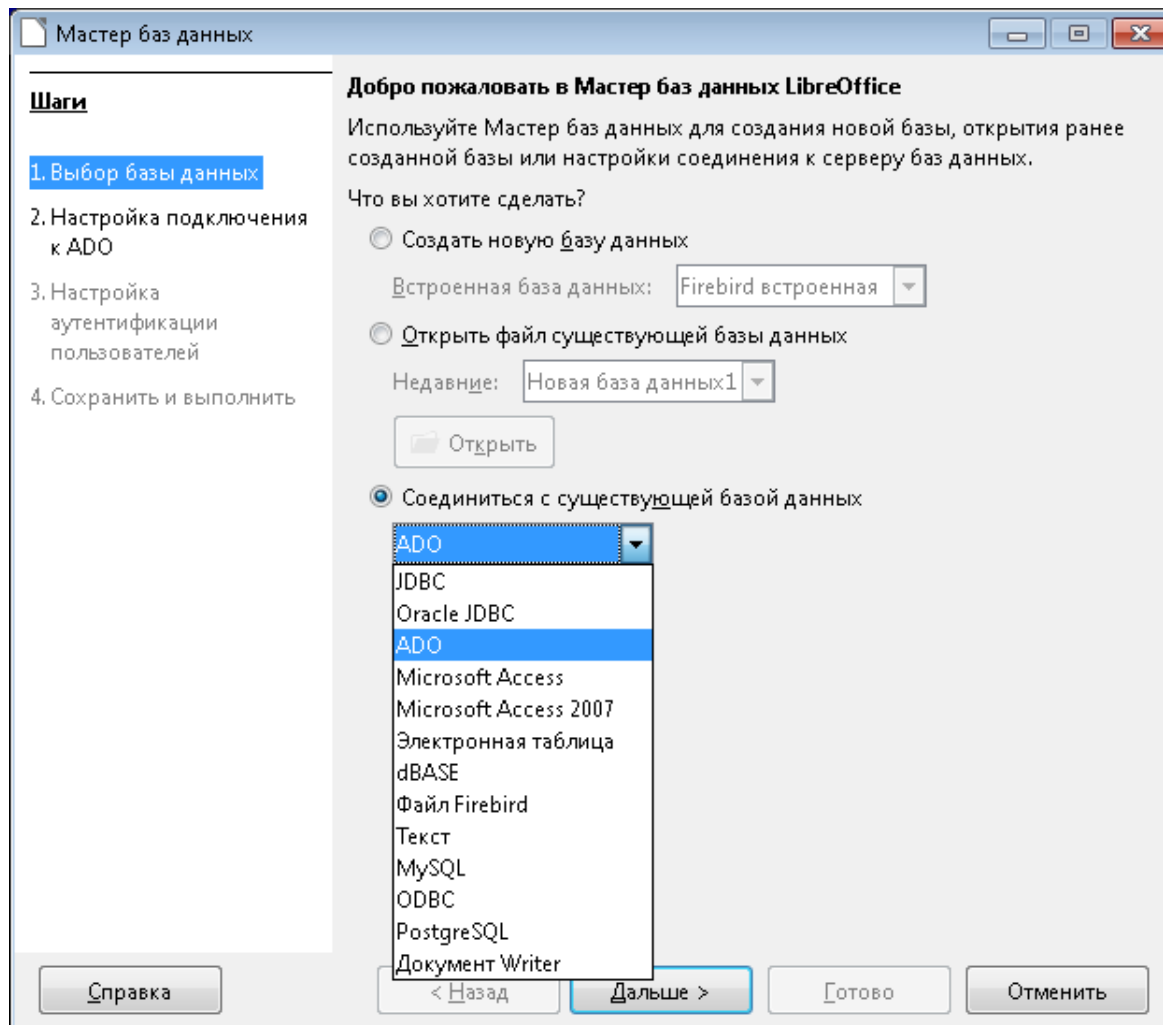 Мастер баз данных
Шаги
1. Выбор базы данных
2. Настройка подключения
к ADO
3. Настройка
аутентификации
пользователей
4. Сохранить и выполнить
Добро пожаловать в Мастер баз данных LibreOffice
Используйте Мастер баз данных для создания новой базы, открытия ранее
созданной базы или настройки соединения к серверу баз данных.
Что вы хотите сделать?
Создать новую базу данных
Встроенная база данных: Firebird встроенная
Открыть файл существующей базы данных
Недавние: Новая база данных1
Открыть
Соединиться с существующей базой данных
ADO
JDBC
Oracle JDBC
ADO
Microsoft Access
Microsoft Access 2007
Электронная таблица
dBASE
Файл Firebird
Текст
MySQL
ODBC
PostgreSQL
Документ Writer
Справка < Назад Дальше > Готово Отменить